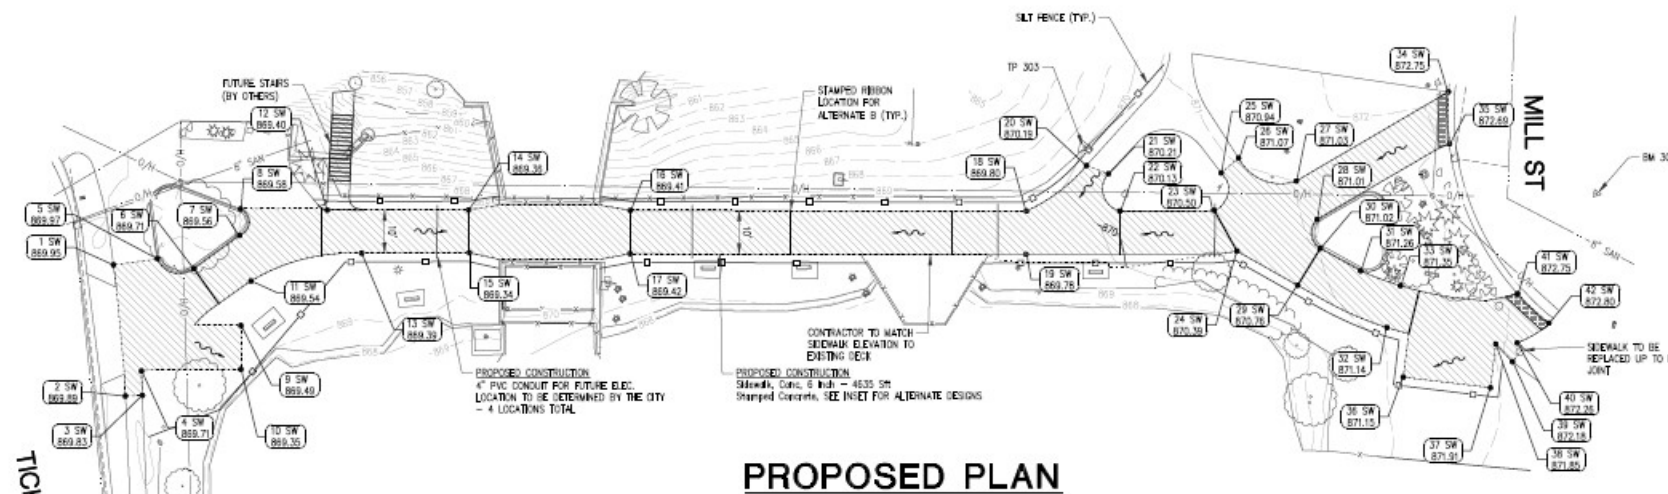 SILT FENCE (TYP.)
TP 303
FUTURE STAIRS
(BY OTHERS)
STAMPED RIBBON
LOCATION FOR
ALTERNATE B (TYP.)
MILL ST
34 SW
872.75
35 SW
872.69
25 SW
870.94
26 SW
871.07
27 SW
871.03
20 SW
870.19
21 SW
870.21
22 SW
870.13
23 SW
870.50
28 SW
871.01
30 SW
871.02
31 SW
871.26
33 SW
871.35
12 SW
869.40
14 SW
869.36
16 SW
869.41
18 SW
869.80
8 SW
869.58
5 SW
869.97
6 SW
869.71
7 SW
869.56
1 SW
869.95
11 SW
869.54
15 SW
869.34
17 SW
869.42
19 SW
869.76
13 SW
869.39
24 SW
870.39
29 SW
870.76
41 SW
872.75
42 SW
872.80
32 SW
871.14
36 SW
871.15
37 SW
871.91
40 SW
872.26
39 SW
872.18
38 SW
871.85
2 SW
869.89
3 SW
869.83
4 SW
869.71
9 SW
869.49
10 SW
869.35
O/H
O/H
O/H
O/H
O/H
O/H
8" SAN
8" SAN
10'
10'
BM 30
CONTRACTOR TO MATCH
SIDEWALK ELEVATION TO
EXISTING DECK
PROPOSED CONSTRUCTION
4" PVC CONDUIT FOR FUTURE ELEC.
LOCATION TO BE DETERMINED BY THE CITY
- 4 LOCATIONS TOTAL
PROPOSED CONSTRUCTION
Sidewalk, Conc, 6 Inch - 4635 Sft
Stamped Concrete, SEE INSET FOR ALTERNATE DESIGNS
SIDEWALK TO BE
REPLACED UP TO
JOINT
PROPOSED PLAN